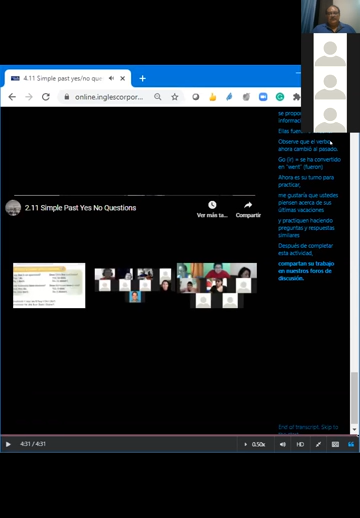 4.11 Simple past yes/no que
online.inglescorpor...
se propo
informaci
Ellas fuero
Observe que el verbo
ahora cambió al pasado.
Go (ir) = se ha convertido
en "went" (fueron)
Ahora es su turno para
practicar,
me gustaría que ustedes
piensen acerca de sus
últimas vacaciones
y practiquen haciendo
preguntas y respuestas
similares
Después de completar
esta actividad,
compartan su trabajo
en nuestros foros de
discusión.
2.11 Simple Past Yes No Questions
Ver más ta...
Compartir
End of transcript. Skip to
4:31 / 4:31
0.50x
HD